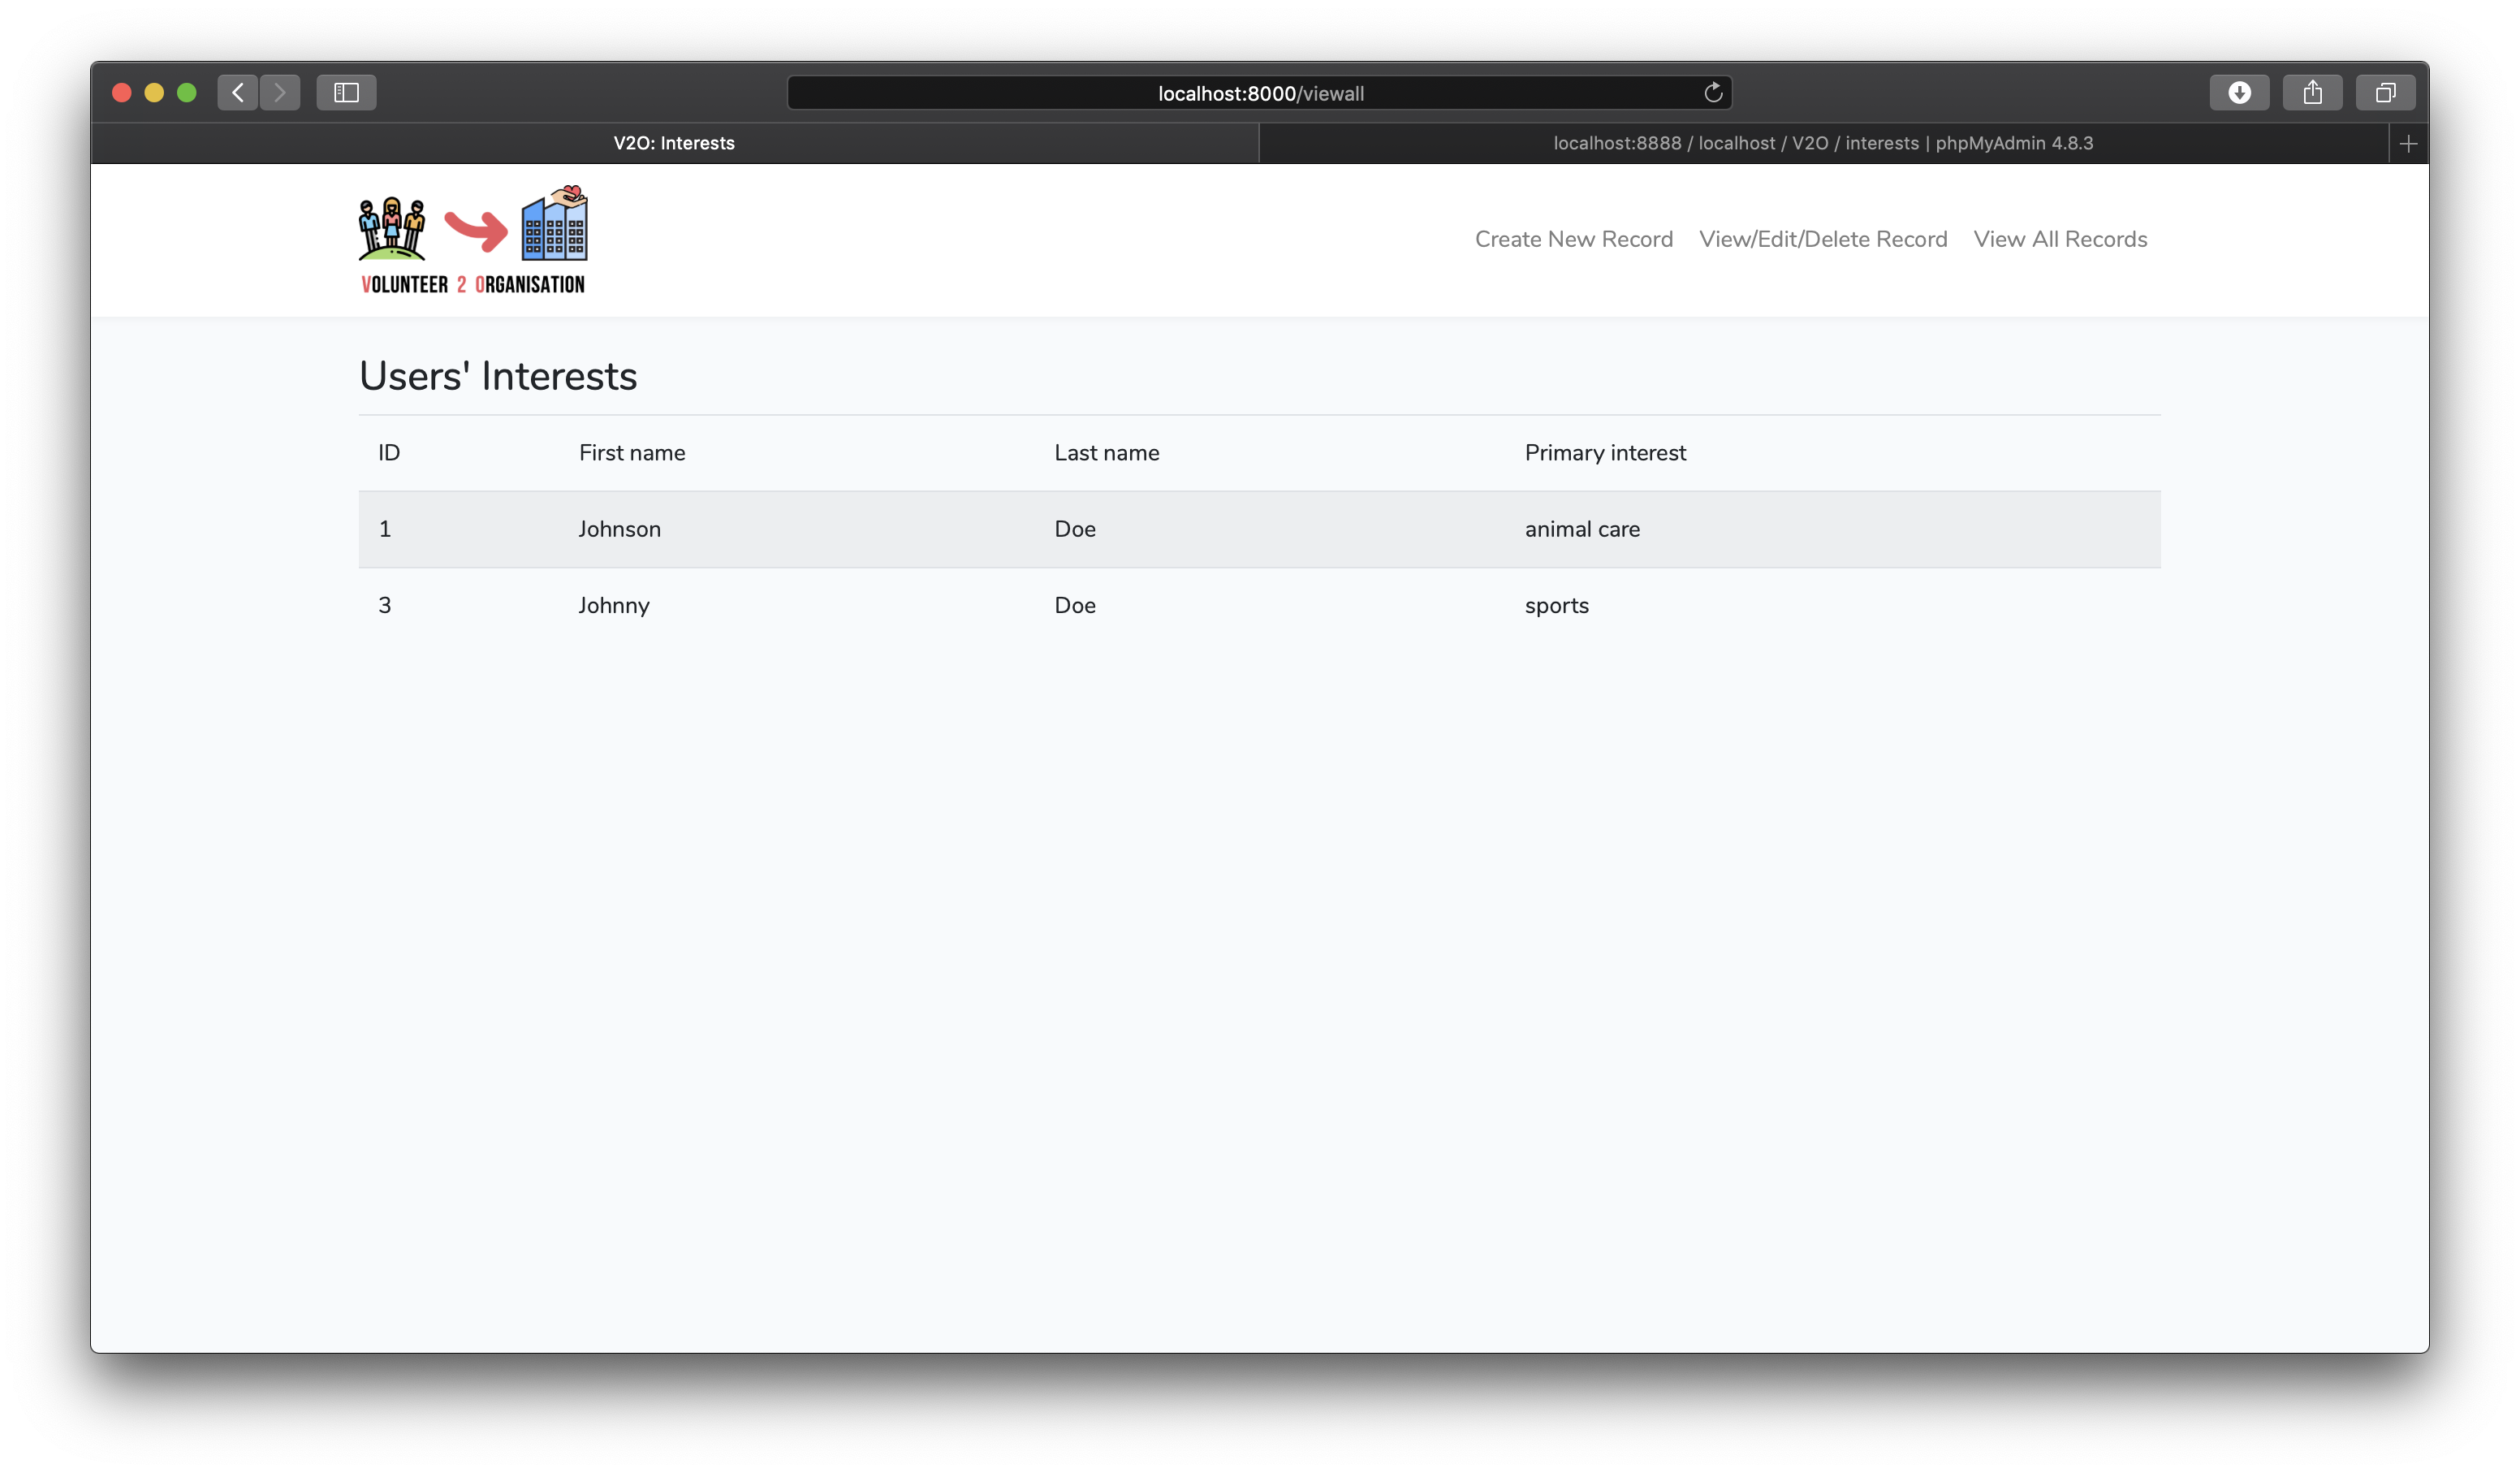 localhost:8000/viewall
V2O: Interests
localhost:8888 / localhost / V2O / interests | phpMyAdmin 4.8.3
VOLUNTEER 2 ORGANISATION
Create New Record View/Edit/Delete Record View All Records
Users' Interests
ID First name Last name Primary interest
1 Johnson Doe animal care
3 Johnny Doe sports